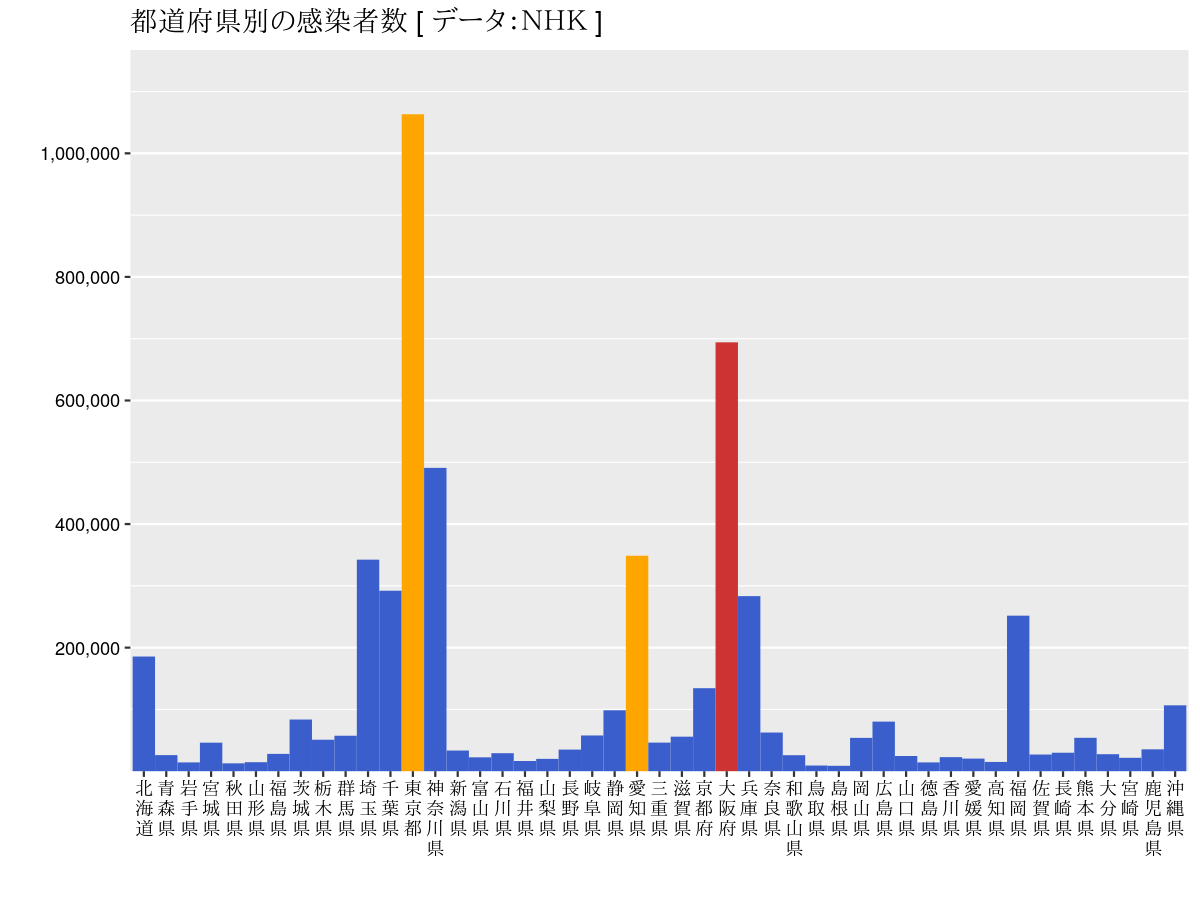 都道府県別の感染者数 [ データ:NHK ]
1,000,000
800,000
600,000
400,000
200,000
北海道
青森県
岩手県
宮城県
秋田県
山形県
福島県
茨城県
栃木県
群馬県
埼玉県
千葉県
東京都
神奈川県
新潟県
富山県
石川県
福井県
山梨県
長野県
岐阜県
静岡県
愛知県
三重県
滋賀県
京都府
大阪府
兵庫県
奈良県
和歌山県
鳥取県
島根県
岡山県
広島県
山口県
徳島県
香川県
愛媛県
高知県
福岡県
佐賀県
長崎県
熊本県
大分県
宮崎県
鹿児島県
沖縄県